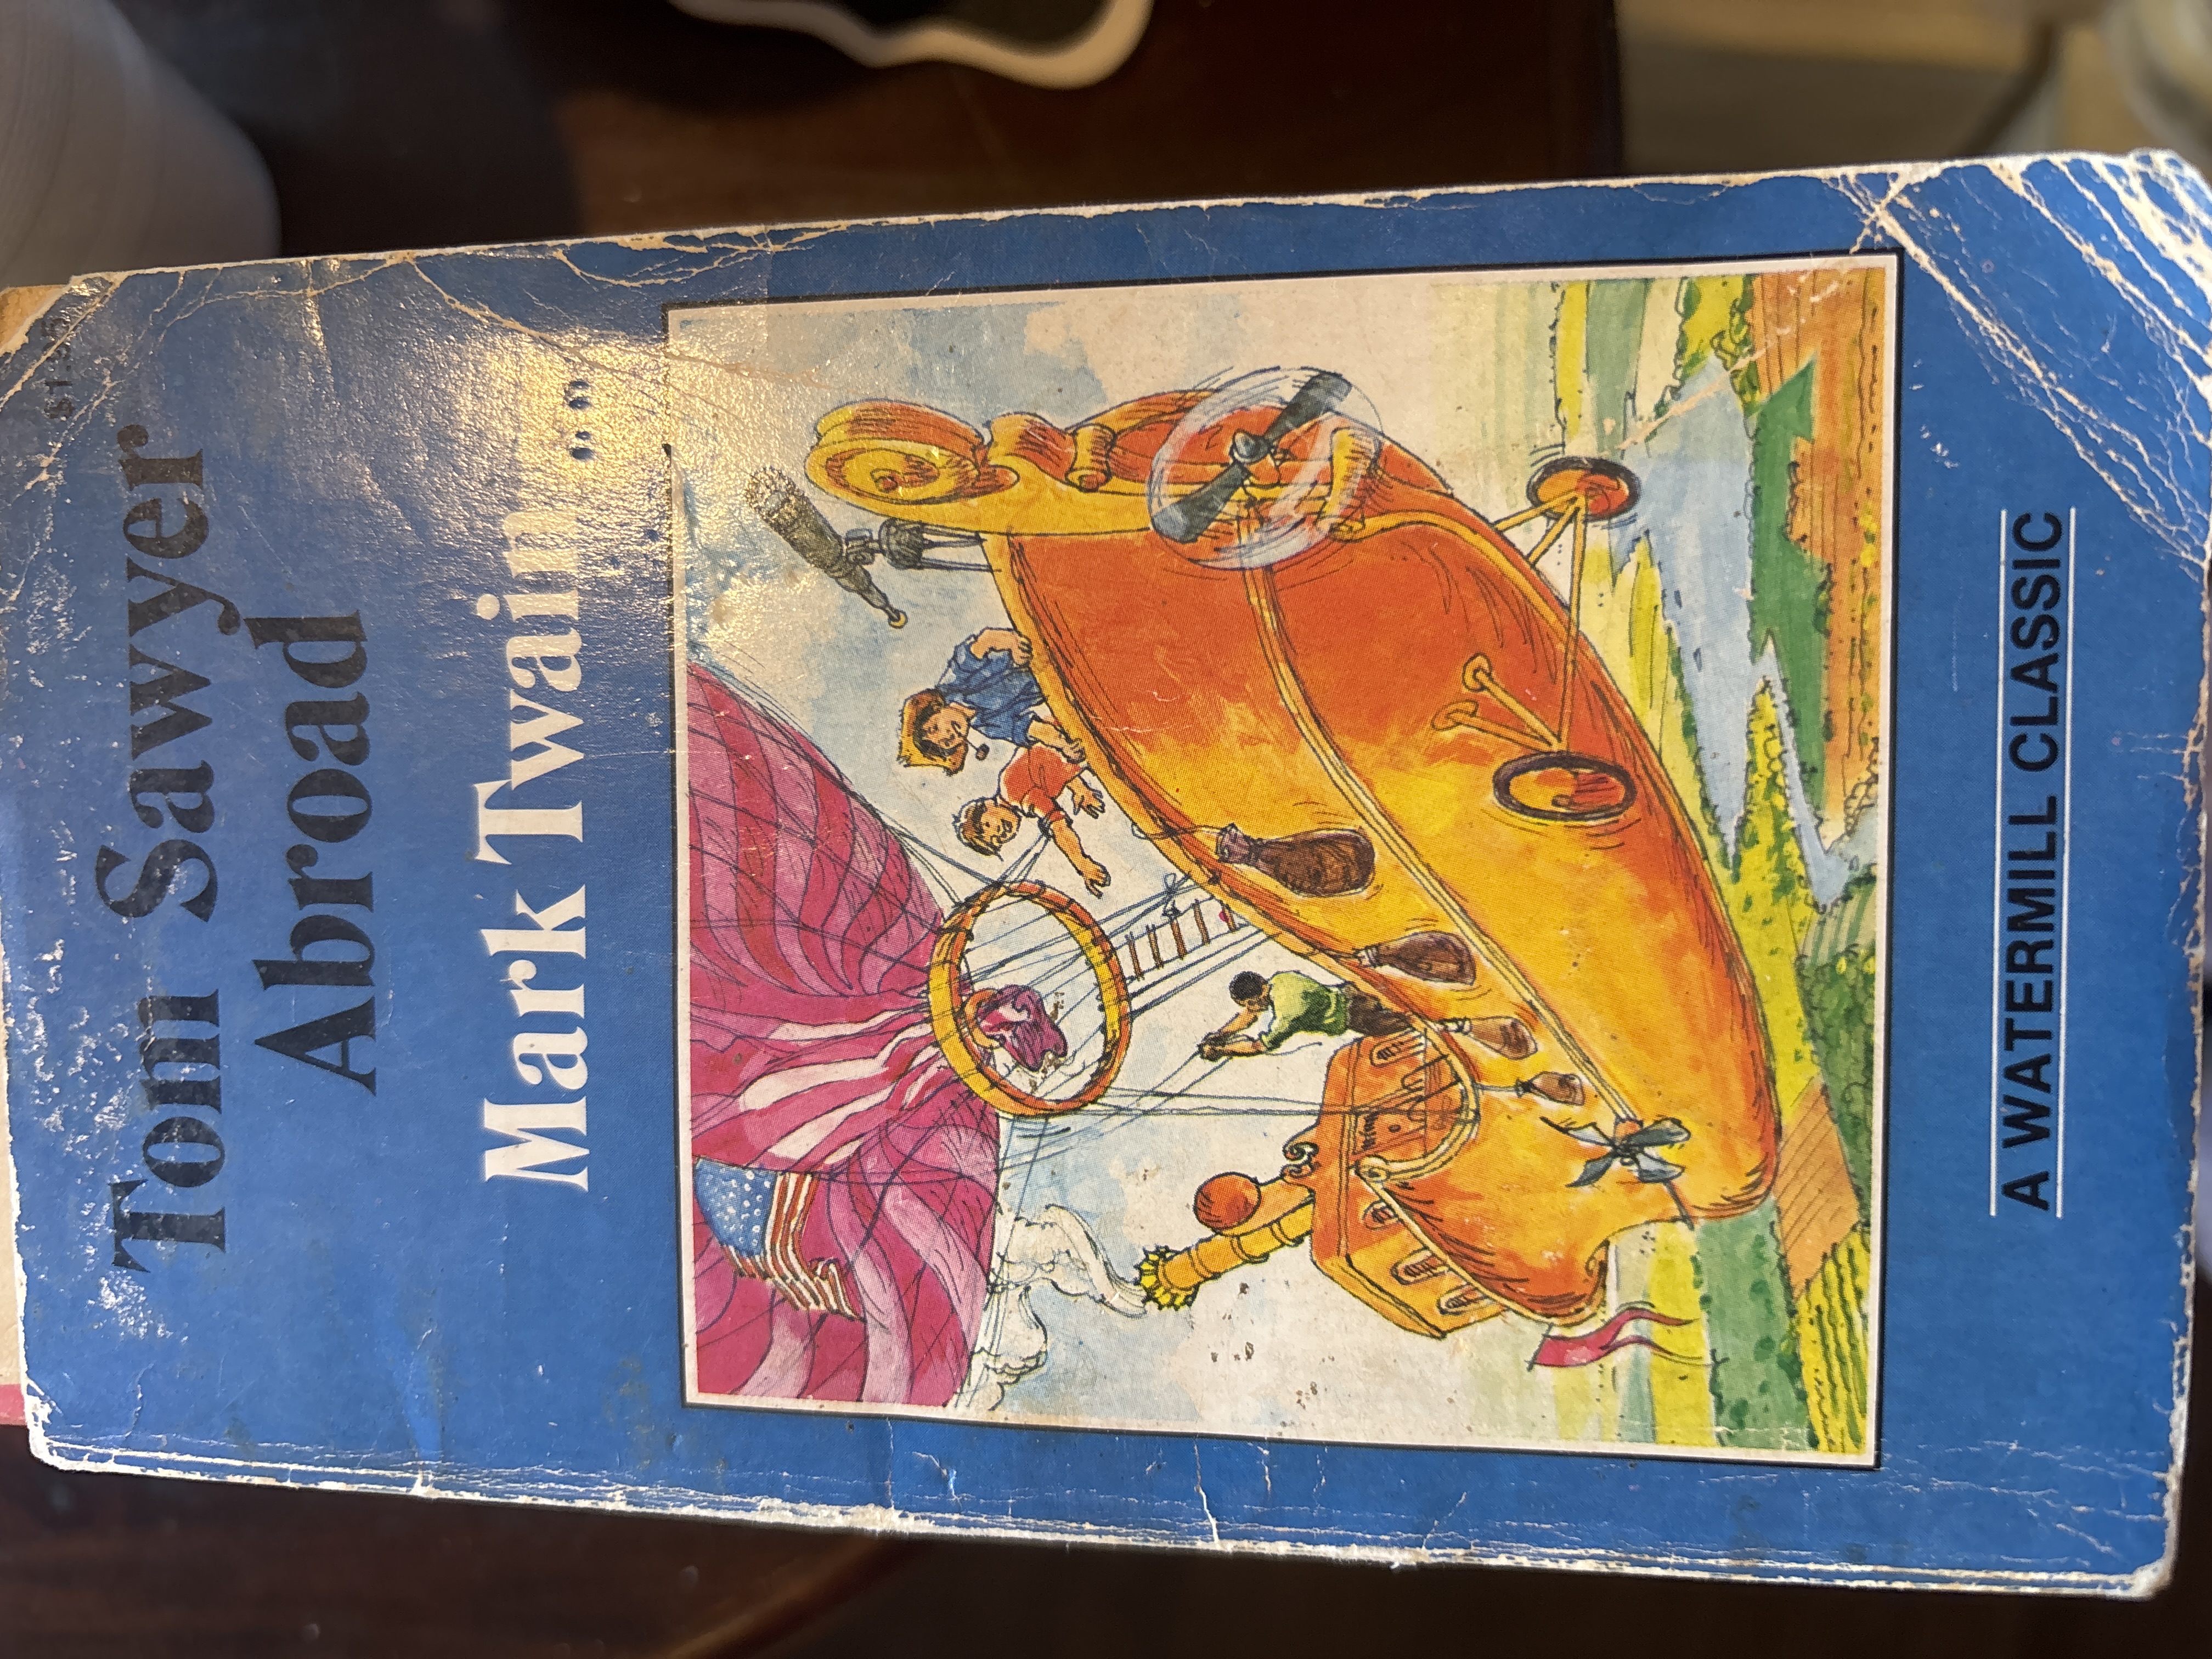 Tom Sawyer
Abroad
Mark Twain
A WATERMILL CLASSIC